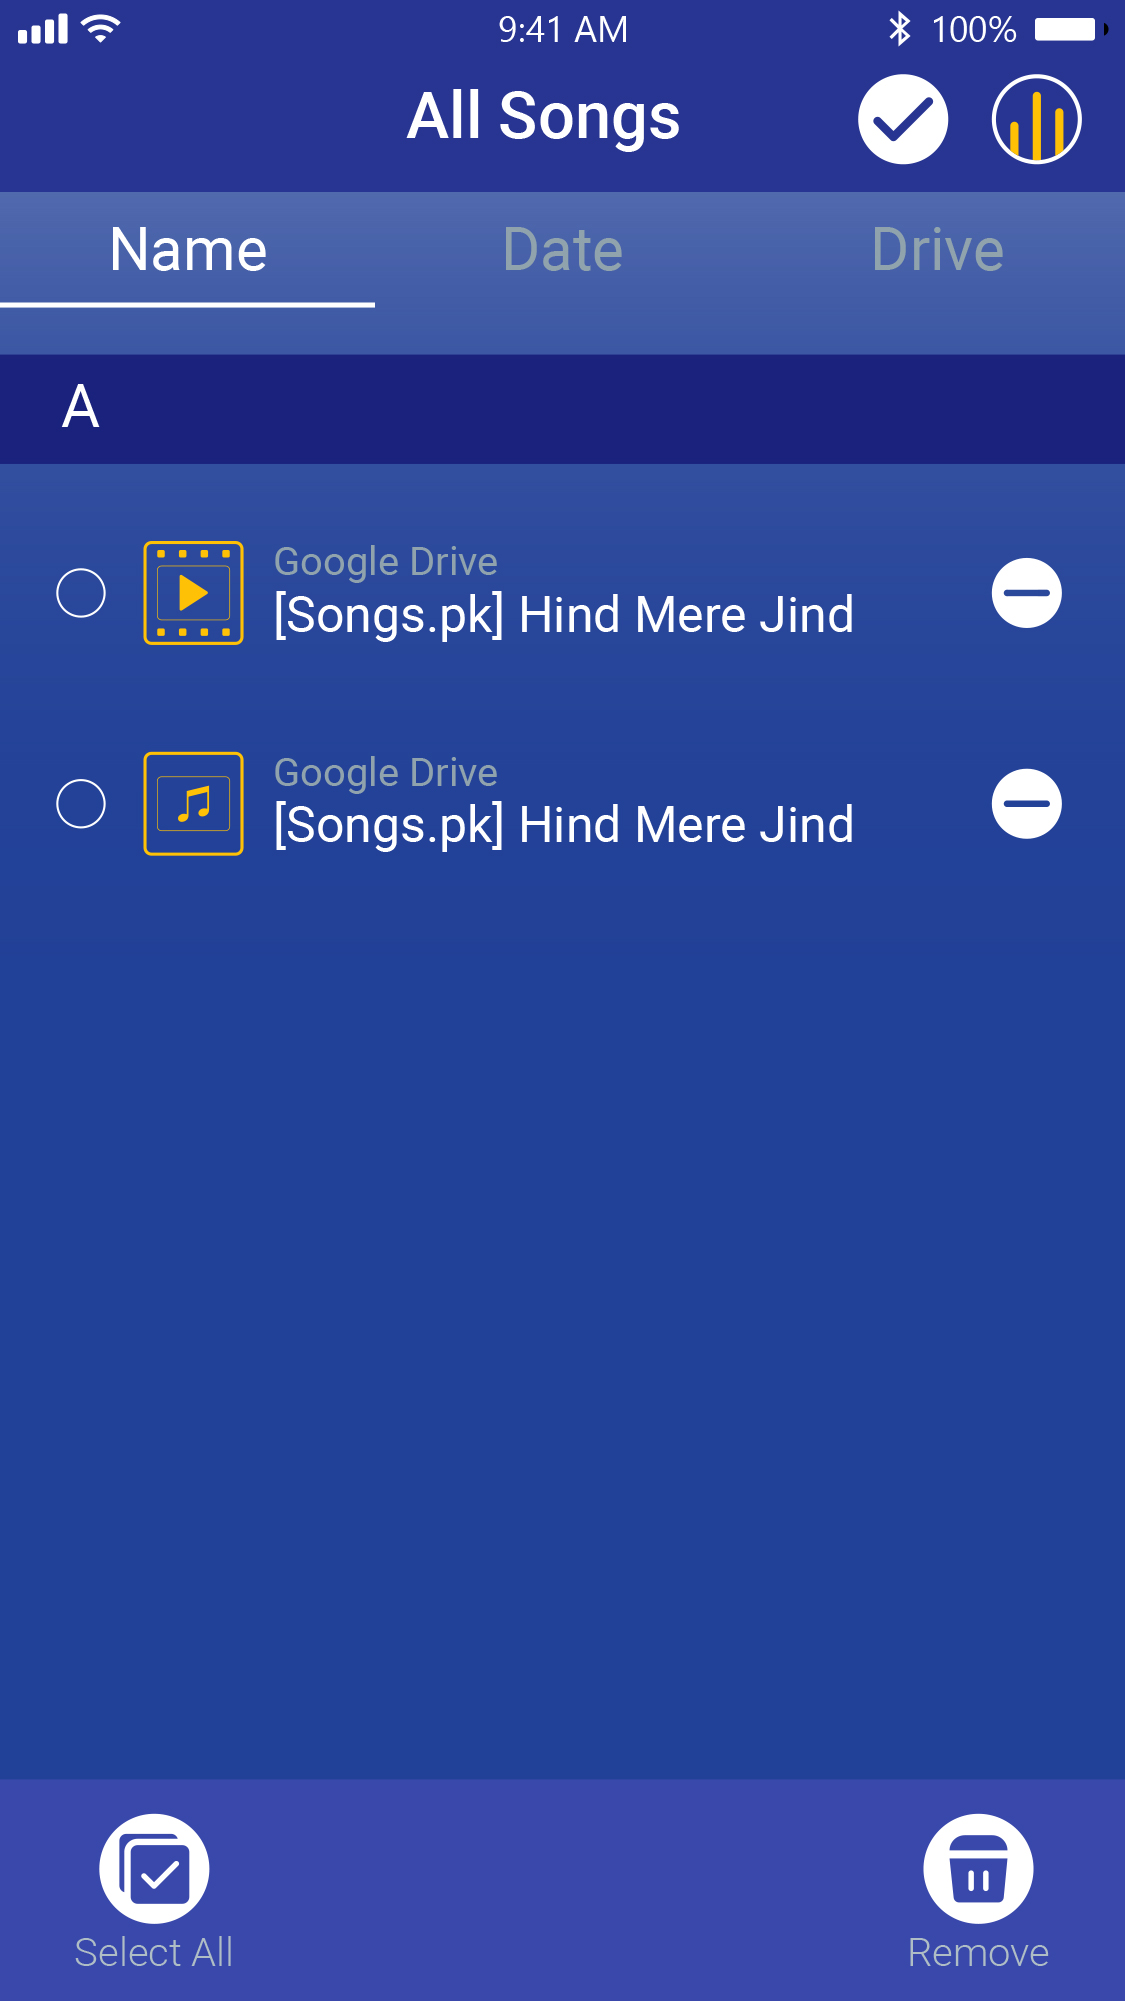 9:41 AM 100%
All Songs
Name Date Drive
A
Google Drive
[Songs.pk] Hind Mere Jind
Google Drive
[Songs.pk] Hind Mere Jind
Select All Remove